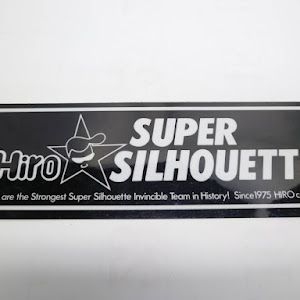 Hiro
SUPER
SILHOUETT
are the Strongest Super Silhouette Invincible Team in History! Since1975 HIRO